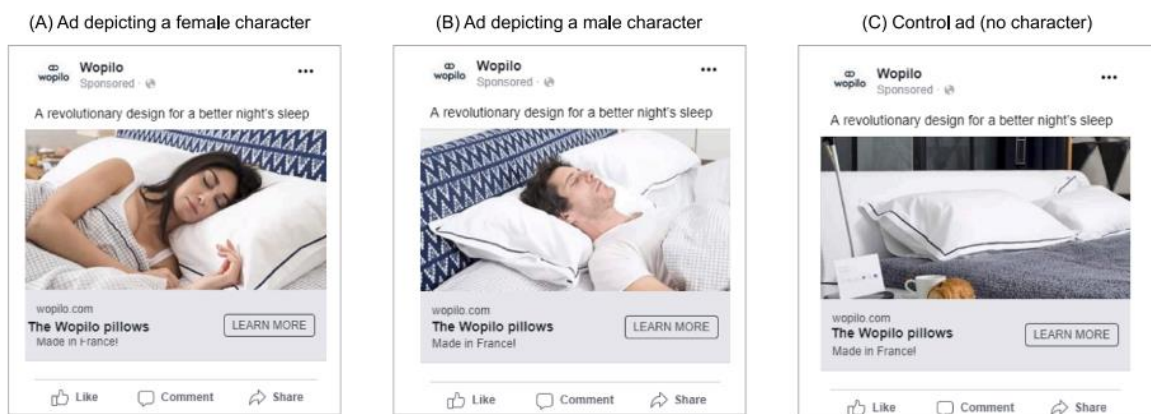 (A) Ad depicting a female character
Wopilo
wopilo
Sponsored ·
A revolutionary design for a better night's sleep
wopilo.com
The Wopilo pillows
Made in France!
LEARN MORE
Like Comment Share
(B) Ad depicting a male character
Wopilo
wopilo
Sponsored ·
A revolutionary design for a better night's sleep
wopilo.com
The Wopilo pillows
Made in France!
LEARN MORE
Like Comment Share
(C) Control ad (no character)
Wopilo
wopilo
Sponsored ·
A revolutionary design for a better night's sleep
wopilo.com
The Wopilo pillows
Made in France!
LEARN MORE
Like Comment Share